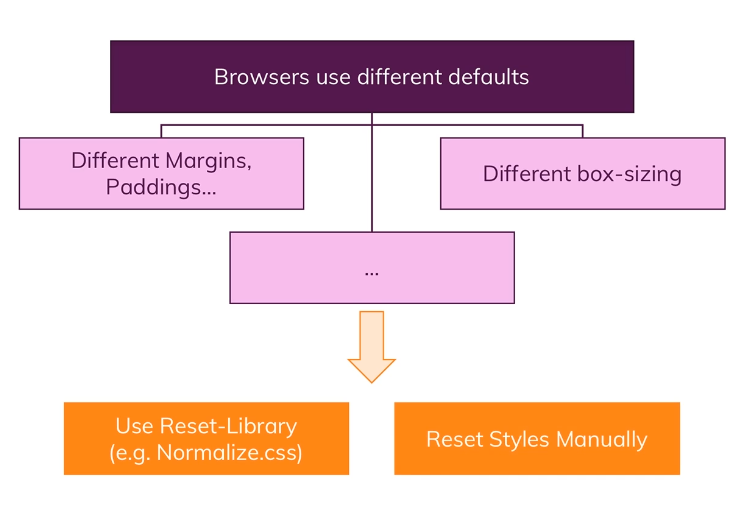 Browsers use different defaults
Different Margins,
Paddings...
Different box-sizing
...
Use Reset-Library
(e.g. Normalize.css)
Reset Styles Manually